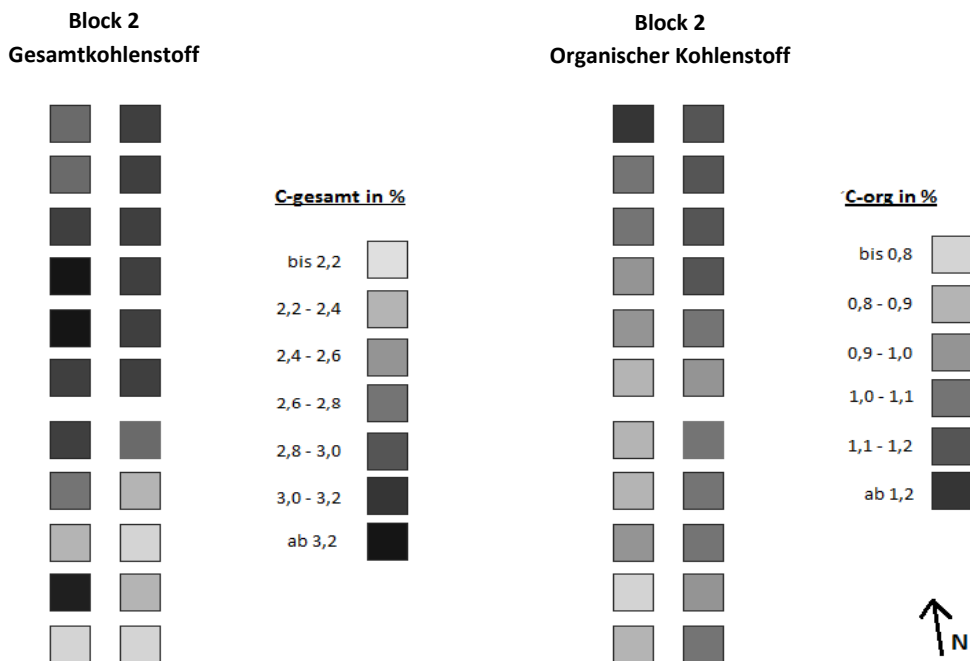 Block 2
Gesamtkohlenstoff
C-gesamt in %
bis 2,2
2,2 - 2,4
2,4 - 2,6
2,6 - 2,8
2,8 - 3,0
3,0 - 3,2
ab 3,2
Block 2
Organischer Kohlenstoff
C-org in %
bis 0,8
0,8 - 0,9
0,9 - 1,0
1,0 - 1,1
1,1 - 1,2
ab 1,2
N